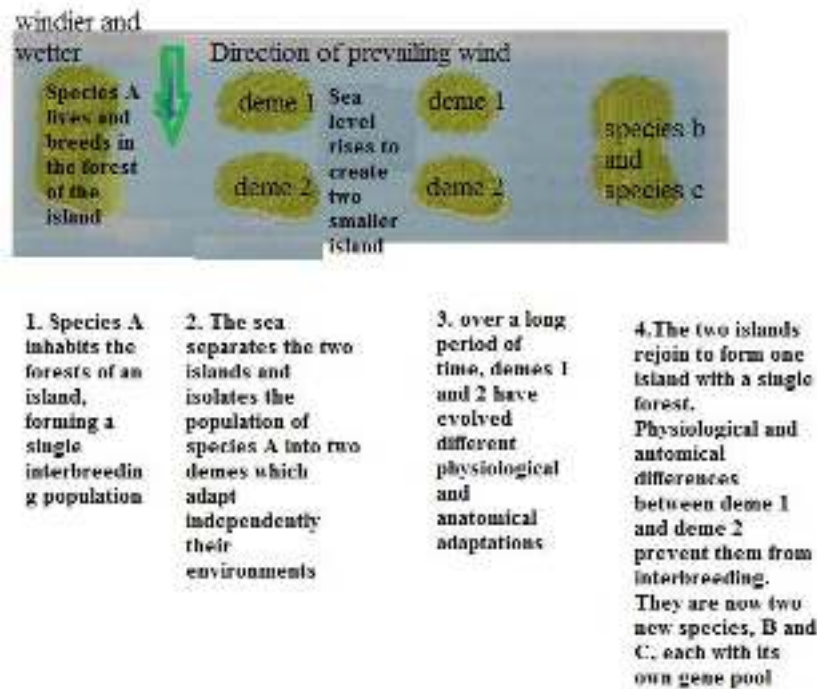 windier and
wetter
Direction of prevailing wind
Species A
lives and
breeds in
the forest
of the
island
deme 1
deme 2
Sea
level
rises to
create
two
smaller
island
deme 1
deme 2
species b
and
species c
1. Species A
inhabits the
forests of an
island,
forming a
single
interbreedin
g population
2. The sea
separates the two
islands and
isolates the
population of
species A into two
demes which
adapt
independently
their
environments
3. over a long
period of
time, demes 1
and 2 have
evolved
different
physiological
and
anatomical
adaptations
4.The two islands
rejoin to form one
island with a single
forest.
Physiological and
antomical
differences
between deme 1
and deme 2
prevent them from
interbreeding.
They are now two
new species, B and
C, each with its
own gene pool